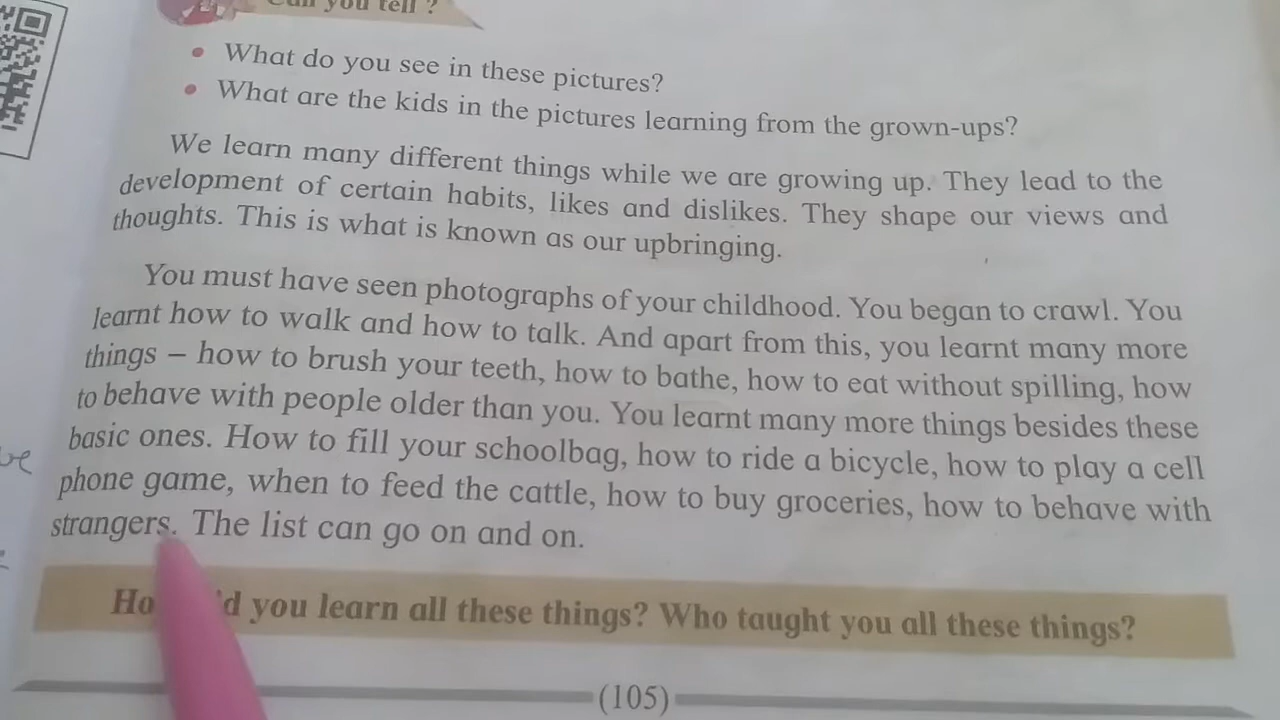 Can you tell ?
• What do you see in these pictures?
• What are the kids in the pictures learning from the grown-ups?
We learn many different things while we are growing up. They lead to the
development of certain habits, likes and dislikes. They shape our views and
thoughts. This is what is known as our upbringing.
You must have seen photographs of your childhood. You began to crawl. You
learnt how to walk and how to talk. And apart from this, you learnt many more
things – how to brush your teeth, how to bathe, how to eat without spilling, how
to behave with people older than you. You learnt many more things besides these
basic ones. How to fill your schoolbag, how to ride a bicycle, how to play a cell
phone game, when to feed the cattle, how to buy groceries, how to behave with
strangers. The list can go on and on.
you learn all these things? Who taught you all these things?
(105)